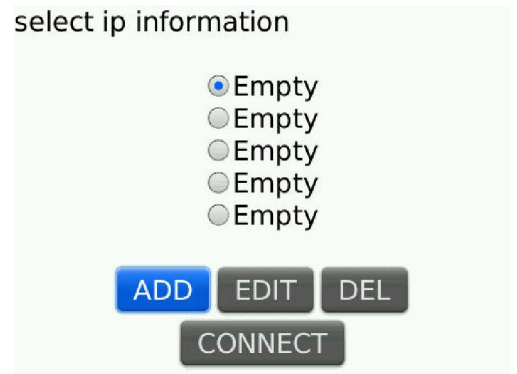 select ip information
Empty
Empty
Empty
Empty
Empty
ADD EDIT DEL
CONNECT